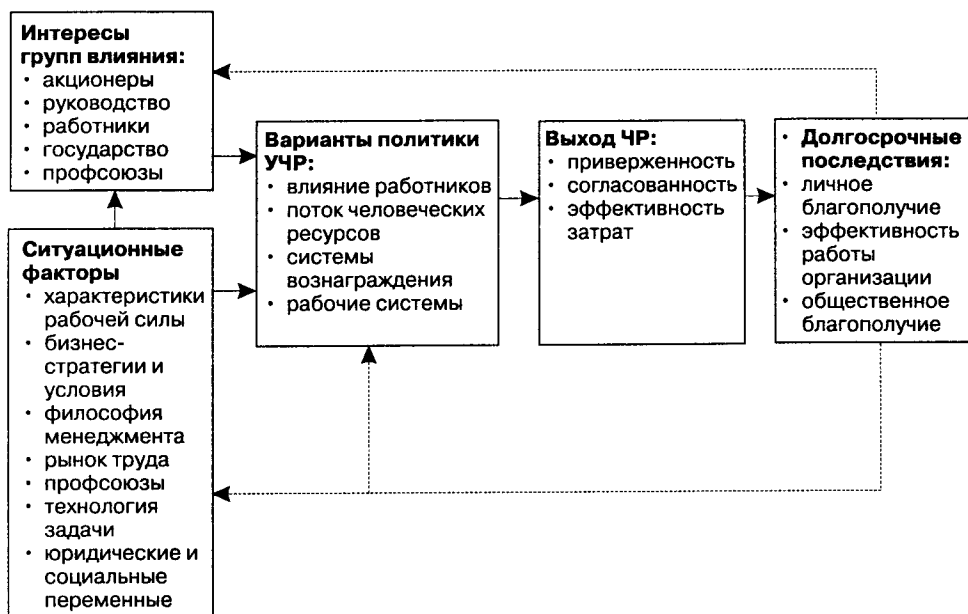 Интересы
групп влияния:
• акционеры
• руководство
• работники
• государство
• профсоюзы
Ситуационные
факторы
• характеристики
рабочей силы
• бизнес-
стратегии и
условия
• философия
менеджмента
• рынок труда
• профсоюзы
• технология
задачи
• юридические и
социальные
переменные
Варианты политики
УЧР:
• влияние работников
• поток человеческих
ресурсов
• системы
вознаграждения
• рабочие системы
Выход ЧР:
• приверженность
• согласованность
• эффективность
затрат
• Долгосрочные
последствия:
• личное
благополучие
• эффективность
работы
организации
• общественное
благополучие